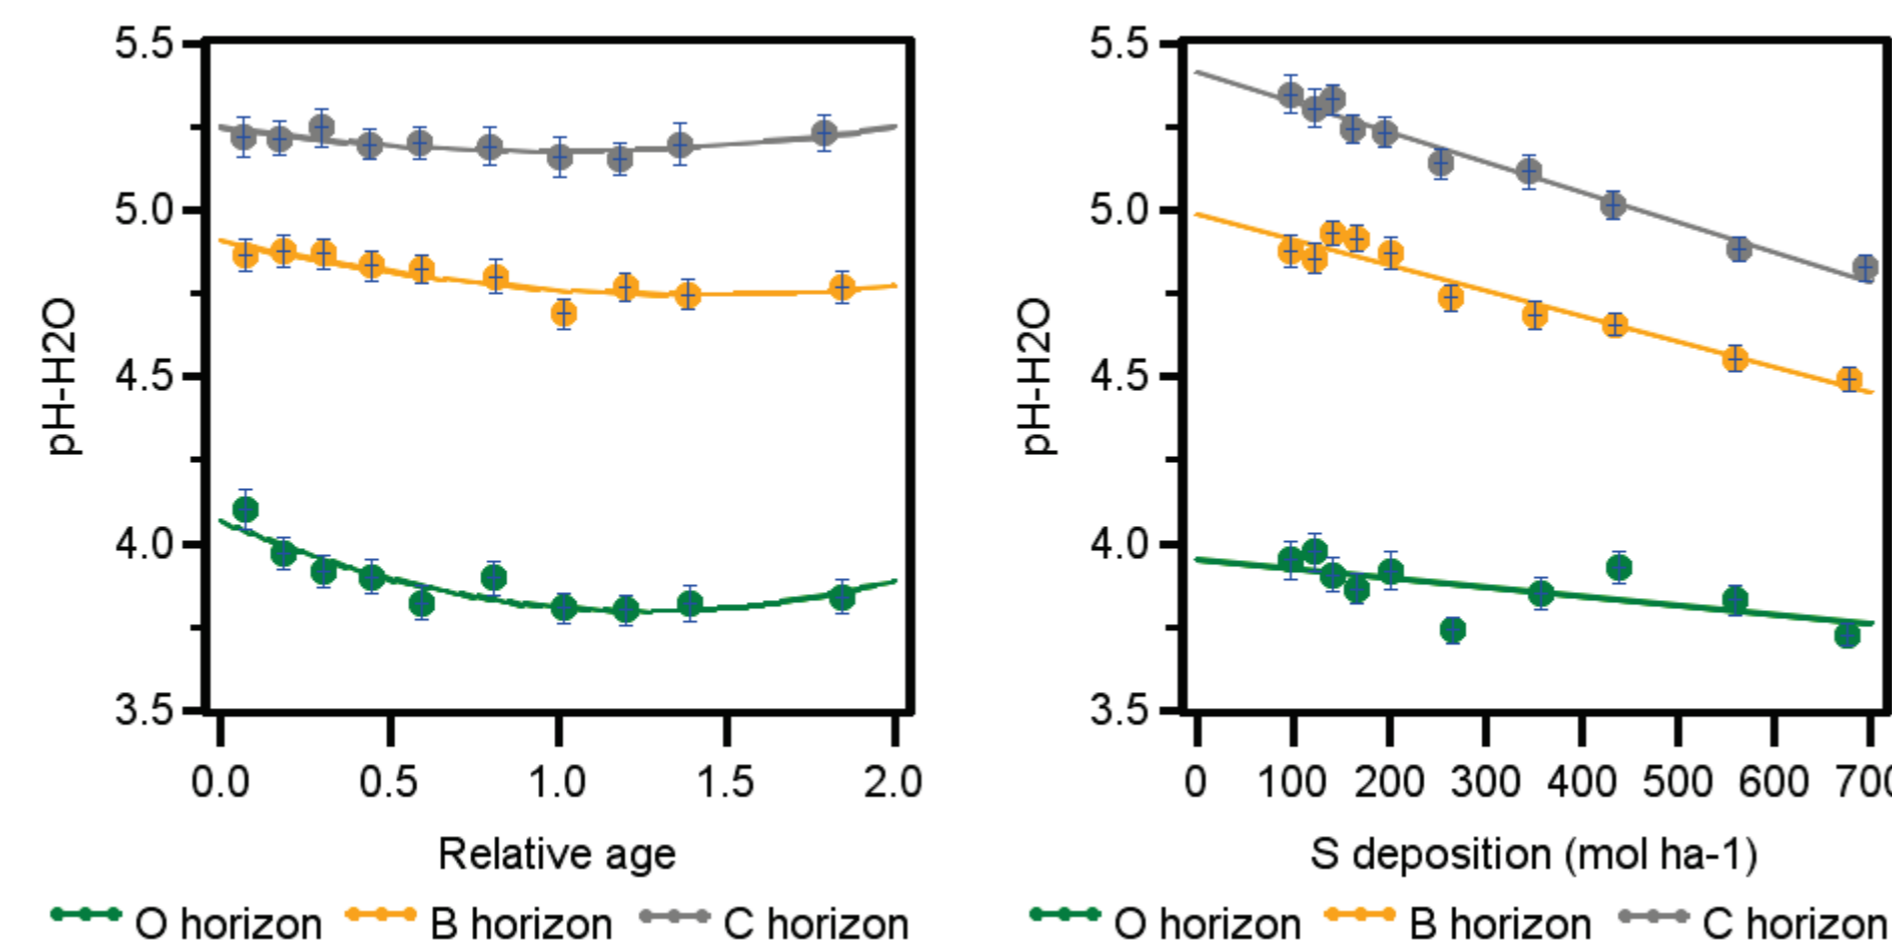 5.5
5.0
4.5
4.0
3.5
pH-H2O
0.0 0.5 1.0 1.5 2.0
Relative age
O horizon B horizon C horizon
5.5
5.0
4.5
4.0
3.5
pH-H2O
0 100 200 300 400 500 600 700
S deposition (mol ha-1)
O horizon B horizon C horizon